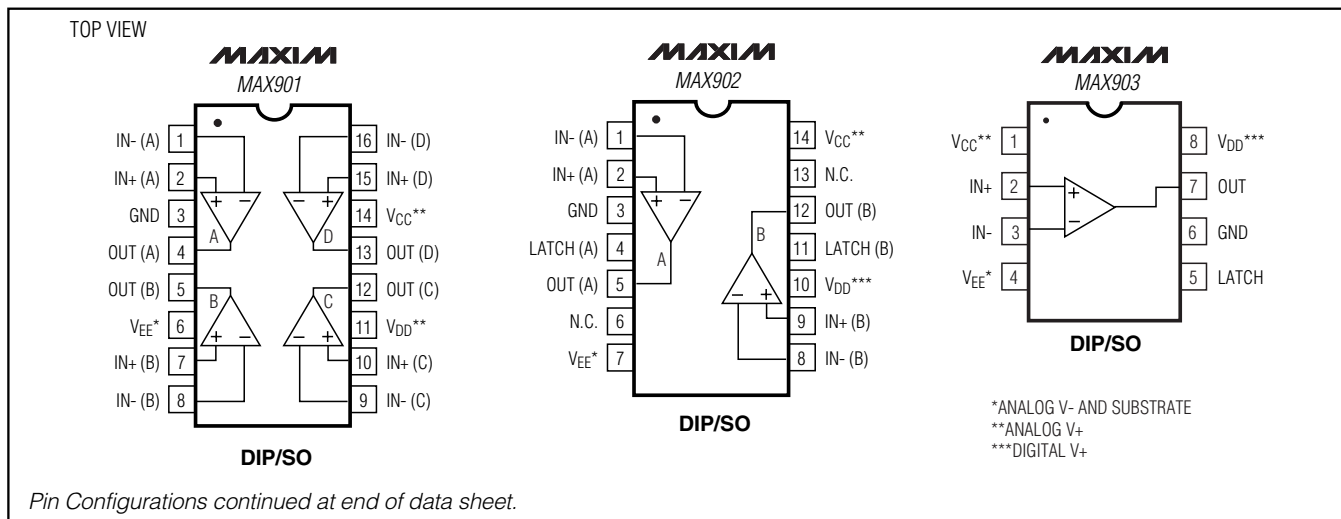 TOP VIEW
MAXIM
MAX901
IN- (A) 1
IN+ (A) 2
GND 3
OUT (A) 4
OUT (B) 5
VEE* 6
IN+ (B) 7
IN- (B) 8
16 IN- (D)
15 IN+ (D)
14 VCC**
13 OUT (D)
12 OUT (C)
11 VDD**
10 IN+ (C)
9 IN- (C)
+ −
A
− +
D
B
+ −
C
− +
DIP/SO
MAXIM
MAX902
IN- (A) 1
IN+ (A) 2
GND 3
LATCH (A) 4
OUT (A) 5
N.C. 6
VEE* 7
14 VCC**
13 N.C.
12 OUT (B)
11 LATCH (B)
10 VDD***
9 IN+ (B)
8 IN- (B)
+ −
A
B
− +
DIP/SO
MAXIM
MAX903
VCC** 1
IN+ 2
IN- 3
VEE* 4
8 VDD***
7 OUT
6 GND
5 LATCH
+
−
DIP/SO
*ANALOG V- AND SUBSTRATE
**ANALOG V+
***DIGITAL V+
Pin Configurations continued at end of data sheet.